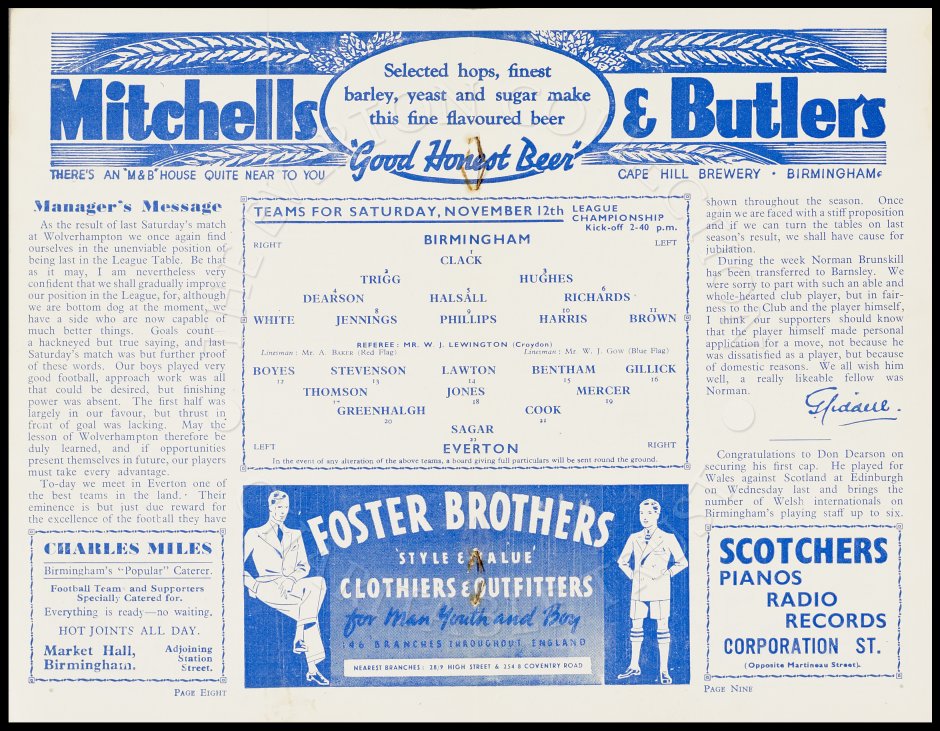 Mitchells & Butlers
Selected hops, finest
barley, yeast and sugar make
this fine flavoured beer
"Good Honest Beer"
THERE'S AN "M&B" HOUSE QUITE NEAR TO YOU
CAPE HILL BREWERY · BIRMINGHAM
Manager's Message
As the result of last Saturday's match
at Wolverhampton we once again find
ourselves in the unenviable position of
being last in the League Table. Be that
as it may, I am nevertheless very
confident that we shall gradually improve
our position in the League, for, although
we are bottom dog at the moment, we
have a side who are now capable of
much better things. Goals count—
a hackneyed but true saying, and last
Saturday's match was but further proof
of these words. Our boys played very
good football, approach work was all
that could be desired, but finishing
power was absent. The first half was
largely in our favour, but thrust in
front of goal was lacking. May the
lesson of Wolverhampton therefore be
duly learned, and if opportunities
present themselves in future, our players
must take every advantage.
To-day we meet in Everton one of
the best teams in the land. Their
eminence is but just due reward for
the excellence of the football they have
CHARLES MILES
Birmingham's "Popular" Caterer.
Football Teams and Supporters
Specially Catered for.
Everything is ready—no waiting.
HOT JOINTS ALL DAY.
Market Hall,
Birmingham.
Adjoining
Station
Street.
PAGE EIGHT
TEAMS FOR SATURDAY, NOVEMBER 12th
LEAGUE
CHAMPIONSHIP
Kick-off 2-40 p.m.
RIGHT
BIRMINGHAM
LEFT
1
CLACK
2 3
TRIGG HUGHES
4 5 6
DEARSON HALSALL RICHARDS
7 8 9 10 11
WHITE JENNINGS PHILLIPS HARRIS BROWN
REFEREE: MR. W. J. LEWINGTON (Croydon)
Linesman: Mr. A. BAKER (Red Flag) Linesman: Mr. W. J. GOW (Blue Flag)
BOYES STEVENSON LAWTON BENTHAM GILLICK
12 13 14 15 16
THOMSON JONES MERCER
17 18 19
GREENHALGH COOK
20 21
SAGAR
22
LEFT
EVERTON
RIGHT
In the event of any alteration of the above teams, a board giving full particulars will be sent round the ground.
FOSTER BROTHERS
'STYLE & VALUE'
CLOTHIERS & OUTFITTERS
for Man Youth and Boy
146 BRANCHES THROUGHOUT ENGLAND
NEAREST BRANCHES: 28/9 HIGH STREET & 254 8 COVENTRY ROAD
shown throughout the season. Once
again we are faced with a stiff proposition
and if we can turn the tables on last
season's result, we shall have cause for
jubilation.
During the week Norman Brunskill
has been transferred to Barnsley. We
were sorry to part with such an able and
whole-hearted club player, but in fair-
ness to the Club and the player himself,
I think our supporters should know
that the player himself made personal
application for a move, not because he
was dissatisfied as a player, but because
of domestic reasons. We all wish him
well, a really likeable fellow was
Norman.
Congratulations to Don Dearson on
securing his first cap. He played for
Wales against Scotland at Edinburgh
on Wednesday last and brings the
number of Welsh internationals on
Birmingham's playing staff up to six.
SCOTCHERS
PIANOS
RADIO
RECORDS
CORPORATION ST.
(Opposite Martineau Street).
PAGE NINE